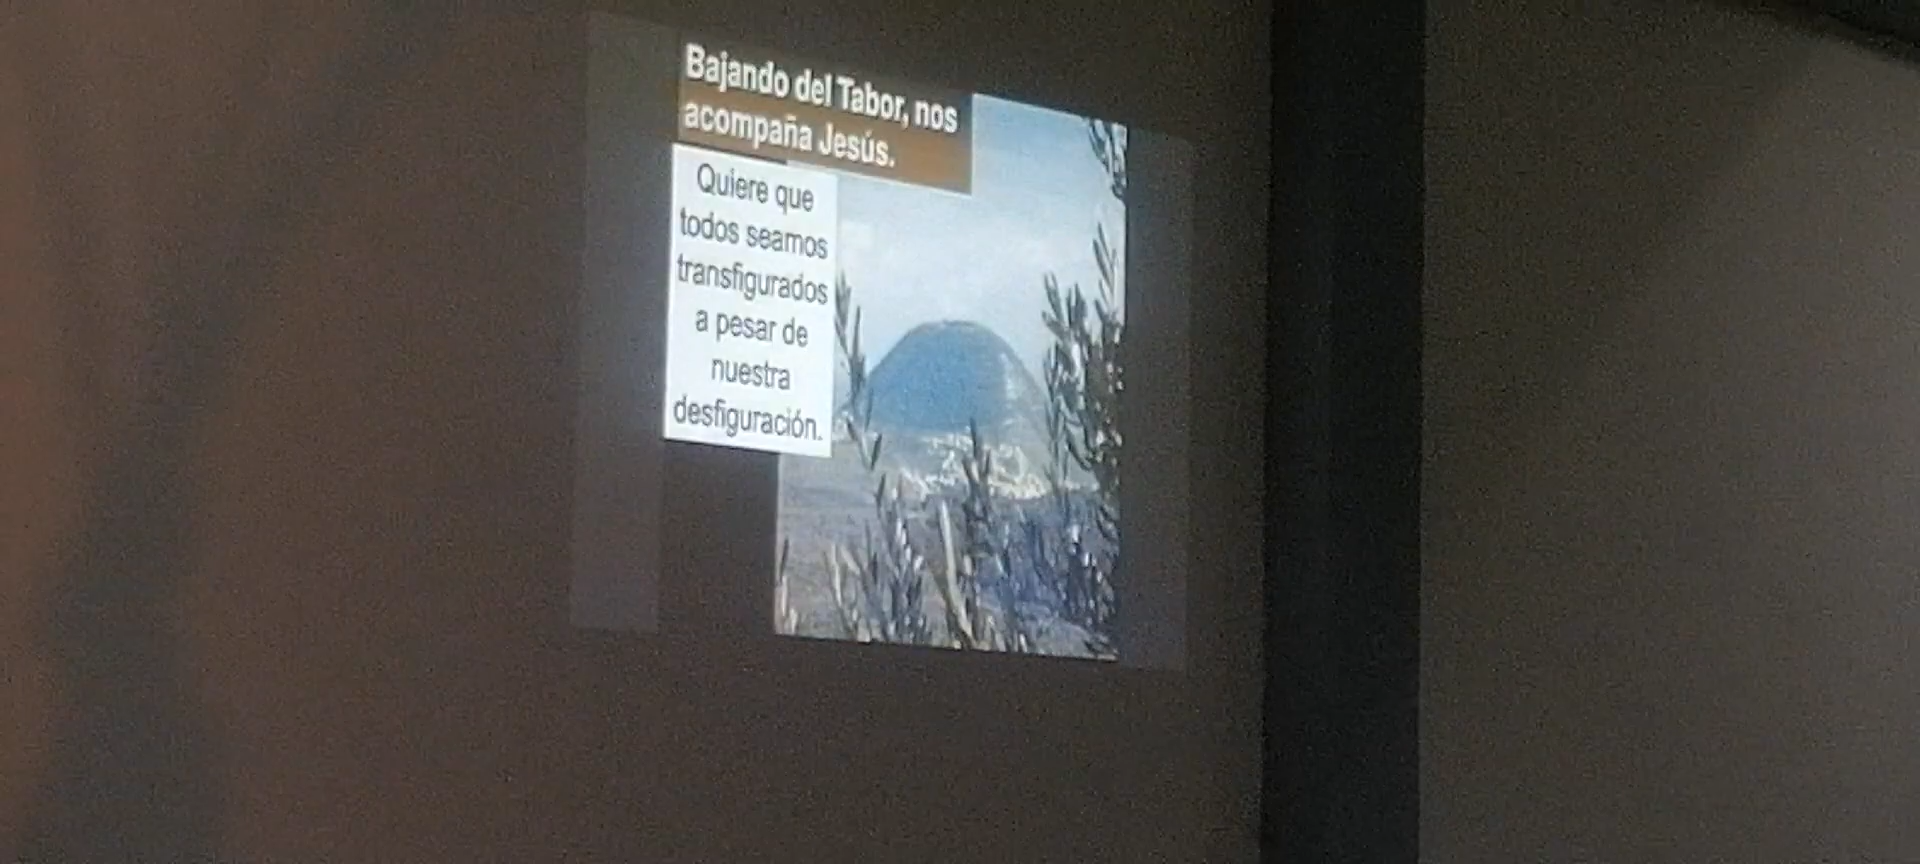 Bajando del Tabor, nos
acompaña Jesús.
Quiere que
todos seamos
transfigurados
a pesar de
nuestra
desfiguración.